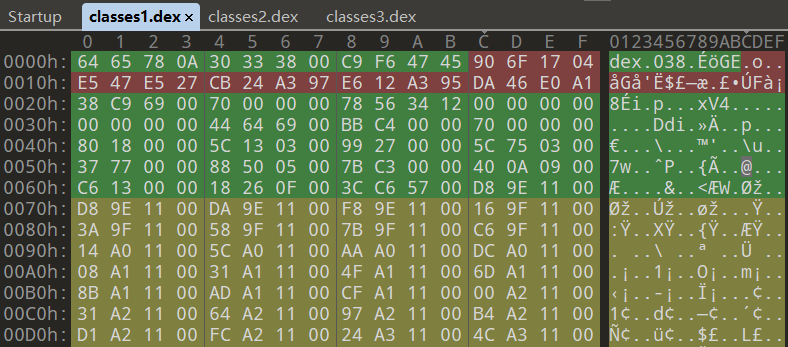 Startup classes1.dex × classes2.dex classes3.dex
0 1 2 3 4 5 6 7 8 9 A B C D E F 0123456789ABCDEF
0000h: 64 65 78 0A 30 33 38 00 C9 F6 47 45 90 6F 17 04 dex.038.ÉöGE.o..
0010h: E5 47 E5 27 CB 24 A3 97 E6 12 A3 95 DA 46 E0 A1 åGå'Ë$£—æ.£•ÚFà¡
0020h: 38 C9 69 00 70 00 00 00 78 56 34 12 00 00 00 00 8Éi.p...xV4.....
0030h: 00 00 00 00 44 64 69 00 BB C4 00 00 70 00 00 00 ....Ddi.»Ä..p...
0040h: 80 18 00 00 5C 13 03 00 99 27 00 00 5C 75 03 00 €...\...™'..\u..
0050h: 37 77 00 00 88 50 05 00 7B C3 00 00 40 0A 09 00 7w..ˆP..{Ã..@...
0060h: C6 13 00 00 18 26 0F 00 3C C6 57 00 D8 9E 11 00 Æ....&..<ÆW.Øž..
0070h: D8 9E 11 00 DA 9E 11 00 F8 9E 11 00 16 9F 11 00 Øž..Úž..øž...Ÿ..
0080h: 3A 9F 11 00 58 9F 11 00 7B 9F 11 00 C6 9F 11 00 :Ÿ..XŸ..{Ÿ..ÆŸ..
0090h: 14 A0 11 00 5C A0 11 00 AA A0 11 00 DC A0 11 00 . ..\ ..ª ..Ü ..
00A0h: 08 A1 11 00 31 A1 11 00 4F A1 11 00 6D A1 11 00 .¡..1¡..O¡..m¡..
00B0h: 8B A1 11 00 AD A1 11 00 CF A1 11 00 00 A2 11 00 ‹¡..-¡..Ï¡...¢..
00C0h: 31 A2 11 00 64 A2 11 00 97 A2 11 00 B4 A2 11 00 1¢..d¢..—¢..´¢..
00D0h: D1 A2 11 00 FC A2 11 00 24 A3 11 00 4C A3 11 00 Ñ¢..ü¢..$£..L£..